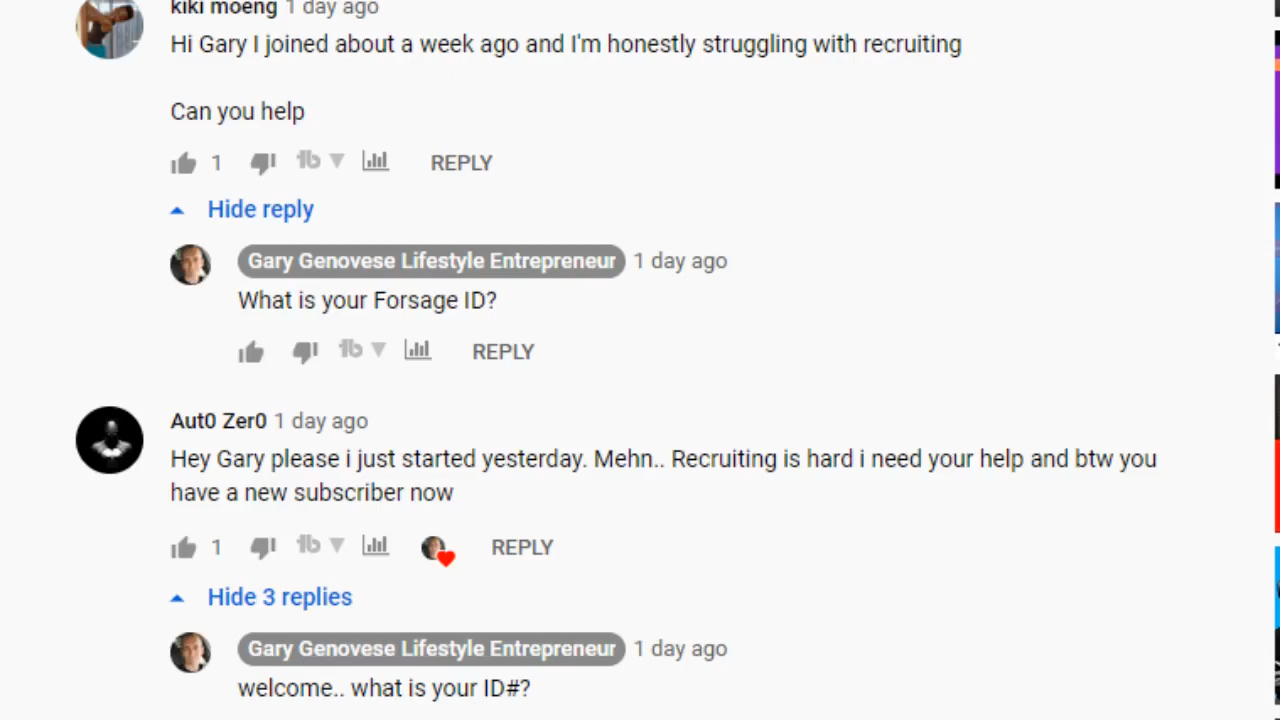 kiki moeng 1 day ago
Hi Gary I joined about a week ago and I'm honestly struggling with recruiting
Can you help
1 REPLY
Hide reply
Gary Genovese Lifestyle Entrepreneur 1 day ago
What is your Forsage ID?
REPLY
Aut0 Zer0 1 day ago
Hey Gary please i just started yesterday. Mehn.. Recruiting is hard i need your help and btw you
have a new subscriber now
1 REPLY
Hide 3 replies
Gary Genovese Lifestyle Entrepreneur 1 day ago
welcome.. what is your ID#?